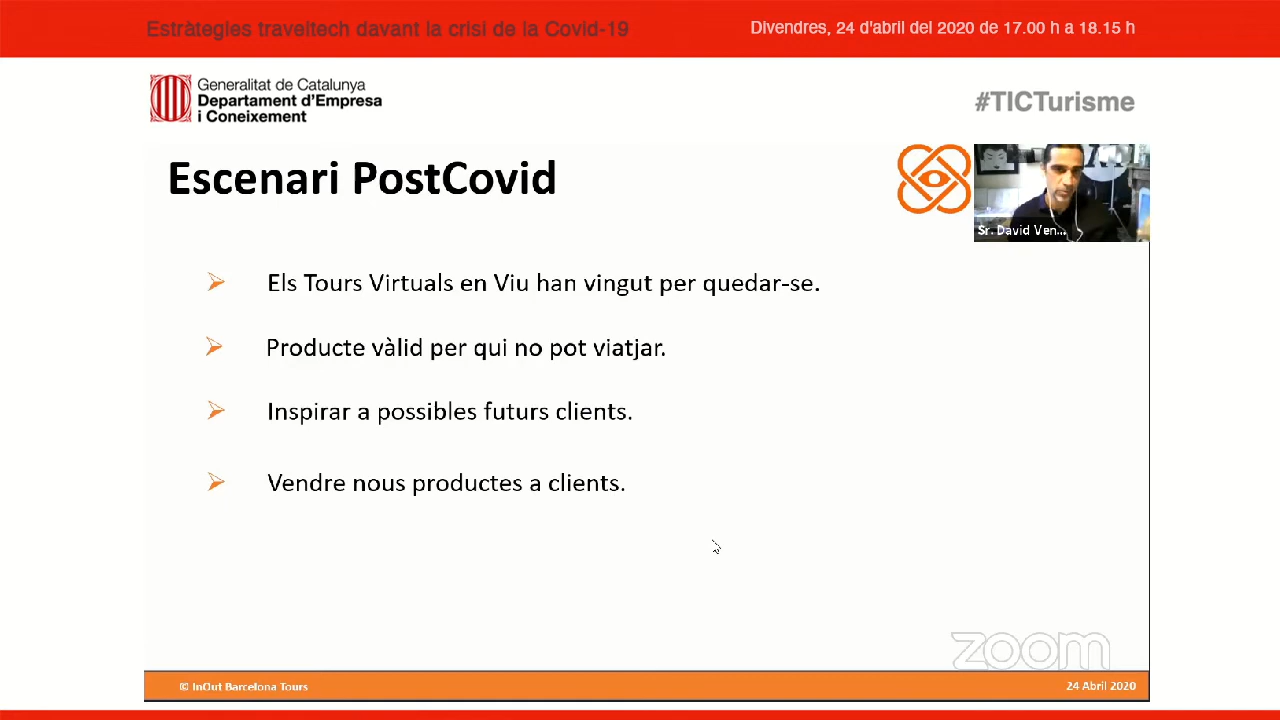 Estràtegies traveltech davant la crisi de la Covid-19
Divendres, 24 d'abril del 2020 de 17.00 h a 18.15 h
Generalitat de Catalunya
Departament d'Empresa
i Coneixement
#TICTurisme
Escenari PostCovid
Sr. David Ven...
Els Tours Virtuals en Viu han vingut per quedar-se.
Producte vàlid per qui no pot viatjar.
Inspirar a possibles futurs clients.
Vendre nous productes a clients.
zoom
© InOut Barcelona Tours
24 Abril 2020